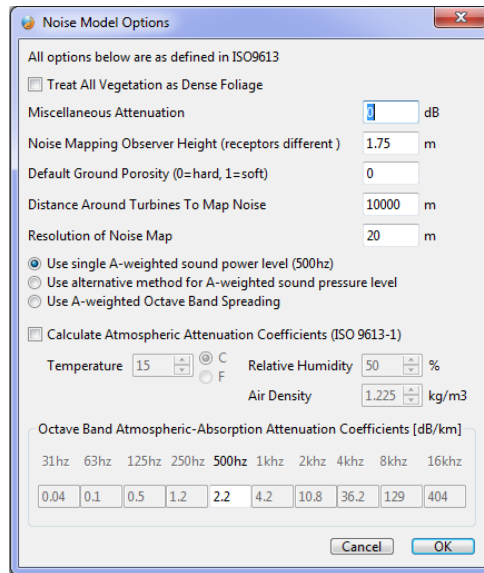 Noise Model Options
All options below are as defined in ISO9613
Treat All Vegetation as Dense Foliage
Miscellaneous Attenuation 0 dB
Noise Mapping Observer Height (receptors different ) 1.75 m
Default Ground Porosity (0=hard, 1=soft) 0
Distance Around Turbines To Map Noise 10000 m
Resolution of Noise Map 20 m
Use single A-weighted sound power level (500hz)
Use alternative method for A-weighted sound pressure level
Use A-weighted Octave Band Spreading
Calculate Atmospheric Attenuation Coefficients (ISO 9613-1)
Temperature 15 C Relative Humidity 50 %
F
Air Density 1.225 kg/m3
Octave Band Atmospheric-Absorption Attenuation Coefficients [dB/km]
31hz 63hz 125hz 250hz 500hz 1khz 2khz 4khz 8khz 16khz
0.04 0.1 0.5 1.2 2.2 4.2 10.8 36.2 129 404
Cancel OK